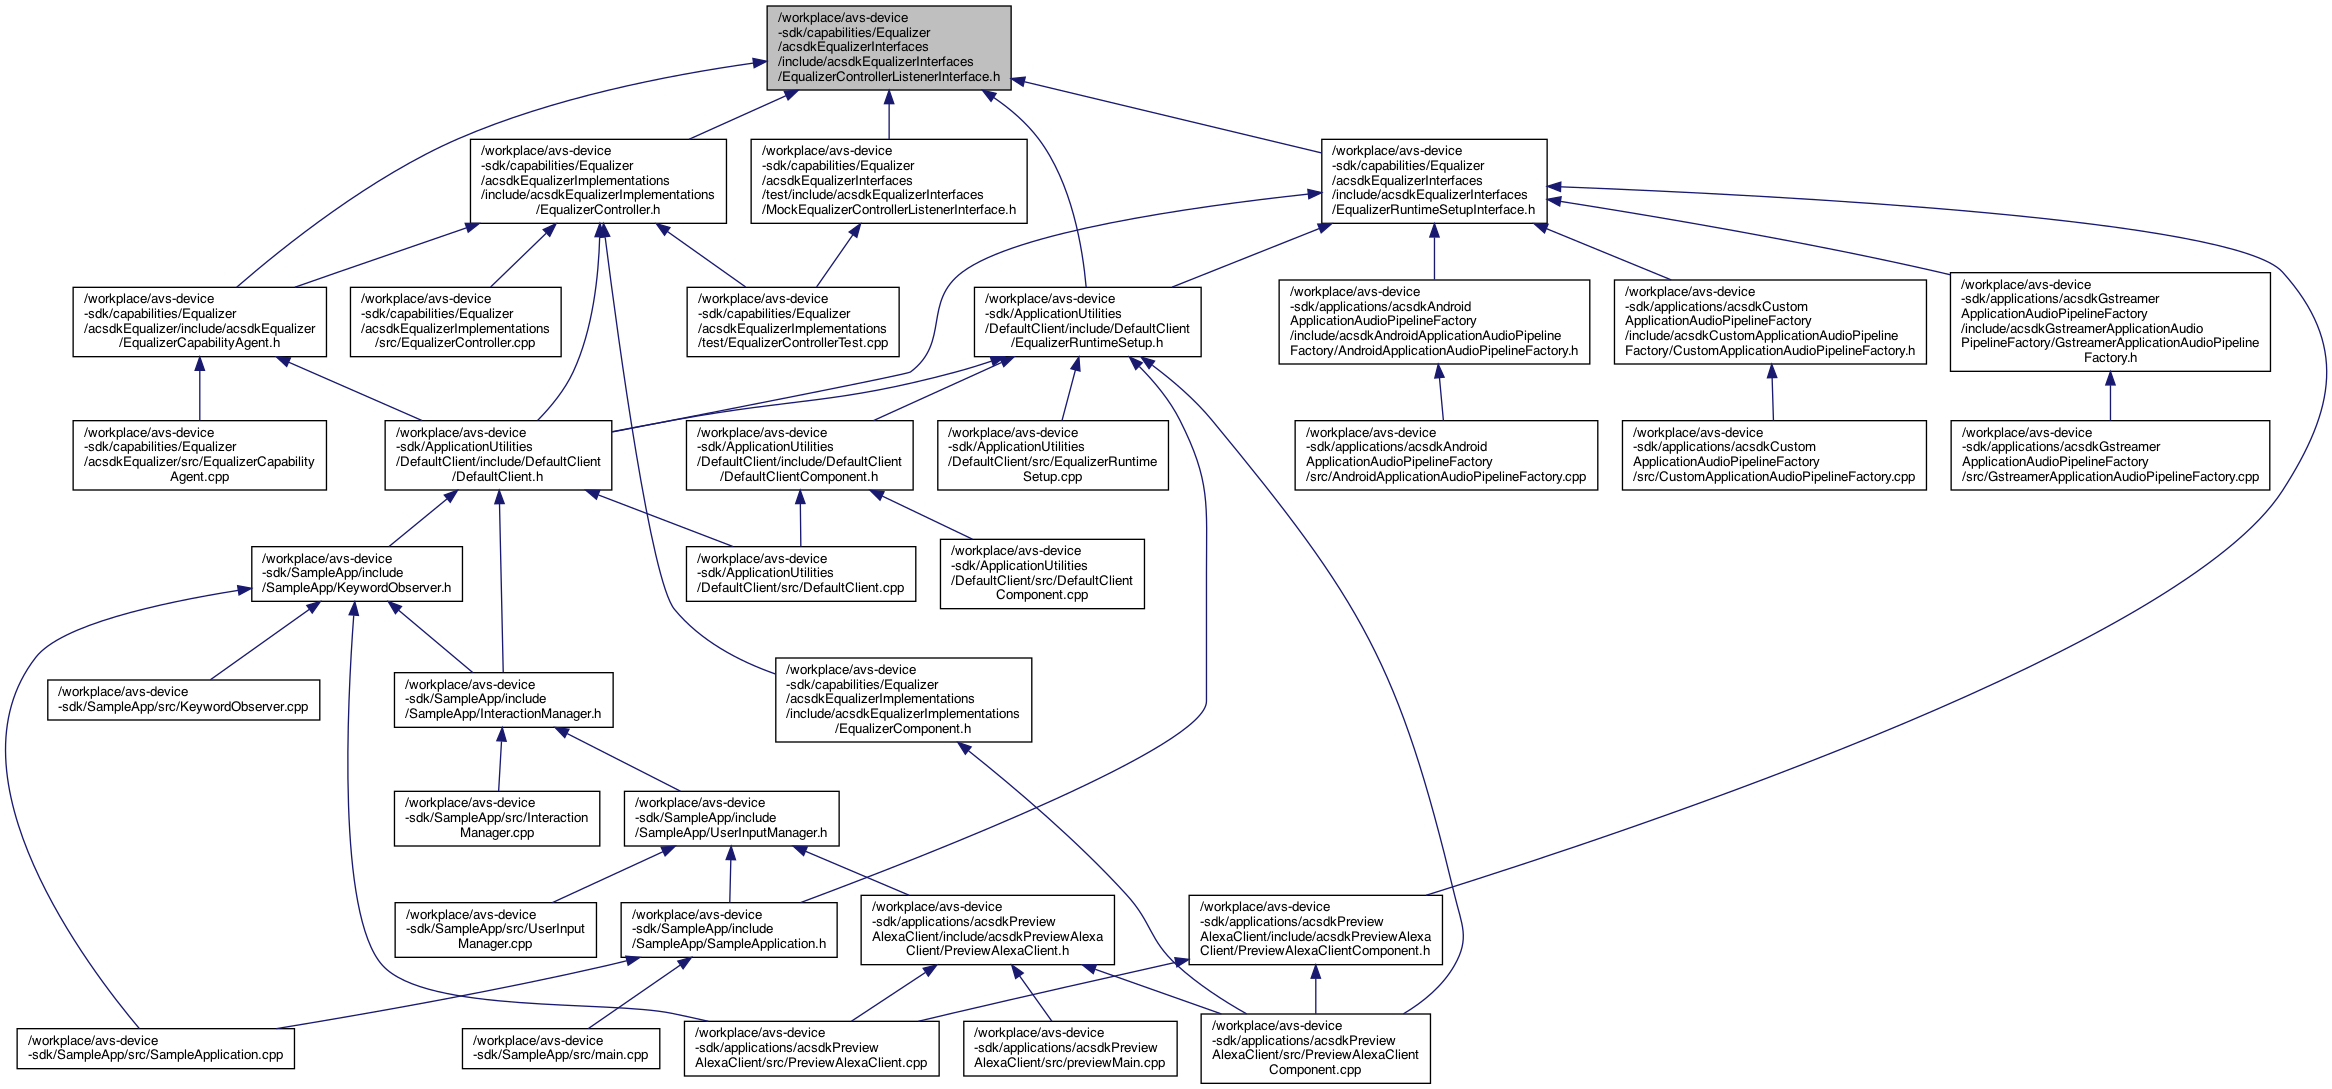 /workplace/avs-device
-sdk/capabilities/Equalizer
/acsdkEqualizerInterfaces
/include/acsdkEqualizerInterfaces
/EqualizerControllerListenerInterface.h
/workplace/avs-device
-sdk/capabilities/Equalizer
/acsdkEqualizerImplementations
/include/acsdkEqualizerImplementations
/EqualizerController.h
/workplace/avs-device
-sdk/capabilities/Equalizer
/acsdkEqualizerInterfaces
/test/include/acsdkEqualizerInterfaces
/MockEqualizerControllerListenerInterface.h
/workplace/avs-device
-sdk/capabilities/Equalizer
/acsdkEqualizerInterfaces
/include/acsdkEqualizerInterfaces
/EqualizerRuntimeSetupInterface.h
/workplace/avs-device
-sdk/capabilities/Equalizer
/acsdkEqualizer/include/acsdkEqualizer
/EqualizerCapabilityAgent.h
/workplace/avs-device
-sdk/capabilities/Equalizer
/acsdkEqualizerImplementations
/src/EqualizerController.cpp
/workplace/avs-device
-sdk/capabilities/Equalizer
/acsdkEqualizerImplementations
/test/EqualizerControllerTest.cpp
/workplace/avs-device
-sdk/ApplicationUtilities
/DefaultClient/include/DefaultClient
/EqualizerRuntimeSetup.h
/workplace/avs-device
-sdk/applications/acsdkAndroid
ApplicationAudioPipelineFactory
/include/acsdkAndroidApplicationAudioPipeline
Factory/AndroidApplicationAudioPipelineFactory.h
/workplace/avs-device
-sdk/applications/acsdkCustom
ApplicationAudioPipelineFactory
/include/acsdkCustomApplicationAudioPipeline
Factory/CustomApplicationAudioPipelineFactory.h
/workplace/avs-device
-sdk/applications/acsdkGstreamer
ApplicationAudioPipelineFactory
/include/acsdkGstreamerApplicationAudio
PipelineFactory/GstreamerApplicationAudioPipeline
Factory.h
/workplace/avs-device
-sdk/capabilities/Equalizer
/acsdkEqualizer/src/EqualizerCapability
Agent.cpp
/workplace/avs-device
-sdk/ApplicationUtilities
/DefaultClient/include/DefaultClient
/DefaultClient.h
/workplace/avs-device
-sdk/ApplicationUtilities
/DefaultClient/include/DefaultClient
/DefaultClientComponent.h
/workplace/avs-device
-sdk/ApplicationUtilities
/DefaultClient/src/EqualizerRuntime
Setup.cpp
/workplace/avs-device
-sdk/applications/acsdkAndroid
ApplicationAudioPipelineFactory
/src/AndroidApplicationAudioPipelineFactory.cpp
/workplace/avs-device
-sdk/applications/acsdkCustom
ApplicationAudioPipelineFactory
/src/CustomApplicationAudioPipelineFactory.cpp
/workplace/avs-device
-sdk/applications/acsdkGstreamer
ApplicationAudioPipelineFactory
/src/GstreamerApplicationAudioPipelineFactory.cpp
/workplace/avs-device
-sdk/SampleApp/include
/SampleApp/KeywordObserver.h
/workplace/avs-device
-sdk/ApplicationUtilities
/DefaultClient/src/DefaultClient.cpp
/workplace/avs-device
-sdk/ApplicationUtilities
/DefaultClient/src/DefaultClient
Component.cpp
/workplace/avs-device
-sdk/SampleApp/src/KeywordObserver.cpp
/workplace/avs-device
-sdk/SampleApp/include
/SampleApp/InteractionManager.h
/workplace/avs-device
-sdk/capabilities/Equalizer
/acsdkEqualizerImplementations
/include/acsdkEqualizerImplementations
/EqualizerComponent.h
/workplace/avs-device
-sdk/SampleApp/src/Interaction
Manager.cpp
/workplace/avs-device
-sdk/SampleApp/include
/SampleApp/UserInputManager.h
/workplace/avs-device
-sdk/SampleApp/src/UserInput
Manager.cpp
/workplace/avs-device
-sdk/SampleApp/include
/SampleApp/SampleApplication.h
/workplace/avs-device
-sdk/applications/acsdkPreview
AlexaClient/include/acsdkPreviewAlexa
Client/PreviewAlexaClient.h
/workplace/avs-device
-sdk/applications/acsdkPreview
AlexaClient/include/acsdkPreviewAlexa
Client/PreviewAlexaClientComponent.h
/workplace/avs-device
-sdk/SampleApp/src/SampleApplication.cpp
/workplace/avs-device
-sdk/SampleApp/src/main.cpp
/workplace/avs-device
-sdk/applications/acsdkPreview
AlexaClient/src/PreviewAlexaClient.cpp
/workplace/avs-device
-sdk/applications/acsdkPreview
AlexaClient/src/previewMain.cpp
/workplace/avs-device
-sdk/applications/acsdkPreview
AlexaClient/src/PreviewAlexaClient
Component.cpp